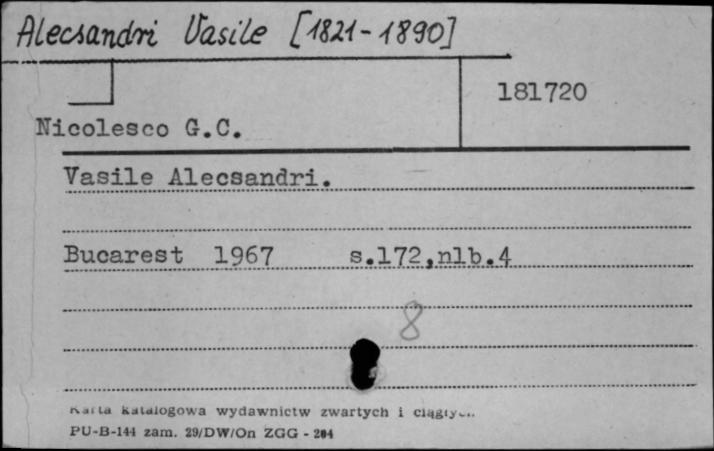 Alecsandri Vasile [1821-1890]
181720
Nicolesco G.C.
Vasile Alecsandri.
Bucarest 1967 s.172,nlb.4
8
Karta katalogowa wydawnictw zwartych i ciągłych
PU-B-144 zam. 29/DW/On ZGG - 204